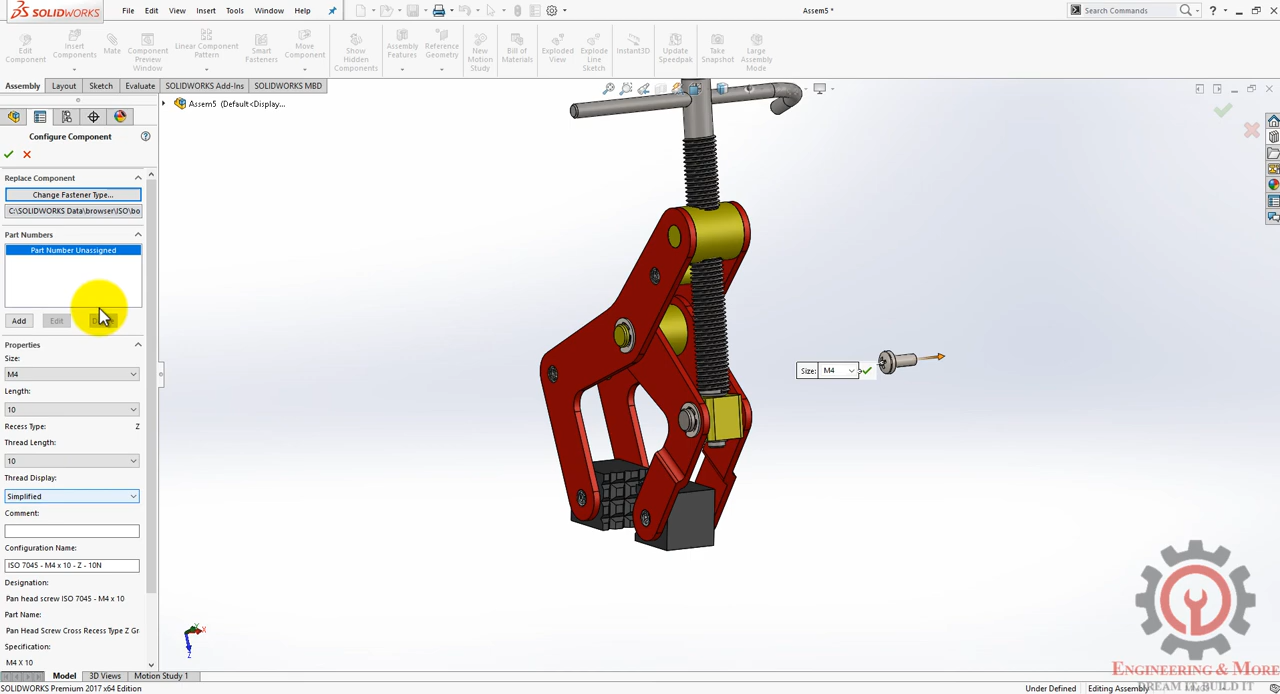 SOLIDWORKS
File Edit View Insert Tools Window Help
Assem5 *
Search Commands
Edit Component
Insert Components
Mate
Component Preview Window
Linear Component Pattern
Smart Fasteners
Move Component
Show Hidden Components
Assembly Features
Reference Geometry
New Motion Study
Bill of Materials
Exploded View
Explode Line Sketch
Instant3D
Update Speedpak
Take Snapshot
Large Assembly Mode
Assembly Layout Sketch Evaluate SOLIDWORKS Add-Ins SOLIDWORKS MBD
Assem5 (Default<Display...
Configure Component
Replace Component
Change Fastener Type...
C:\SOLIDWORKS Data\browser\ISO\bo
Part Numbers
Part Number Unassigned
Add Edit
Properties
Size:
M4
Length:
10
Recess Type: Z
Thread Length:
10
Thread Display:
Simplified
Comment:
Configuration Name:
ISO 7045 - M4 x 10 - Z - 10N
Designation:
Pan head screw ISO 7045 - M4 x 10
Part Name:
Pan Head Screw Cross Recess Type Z Gr
Specification:
M4 X 10
Size: M4
Z
X
Model 3D Views Motion Study 1
SOLIDWORKS Premium 2017 x64 Edition
Under Defined
Editing Assembly
ENGINEERING & MORE
DREAM IT BUILD IT